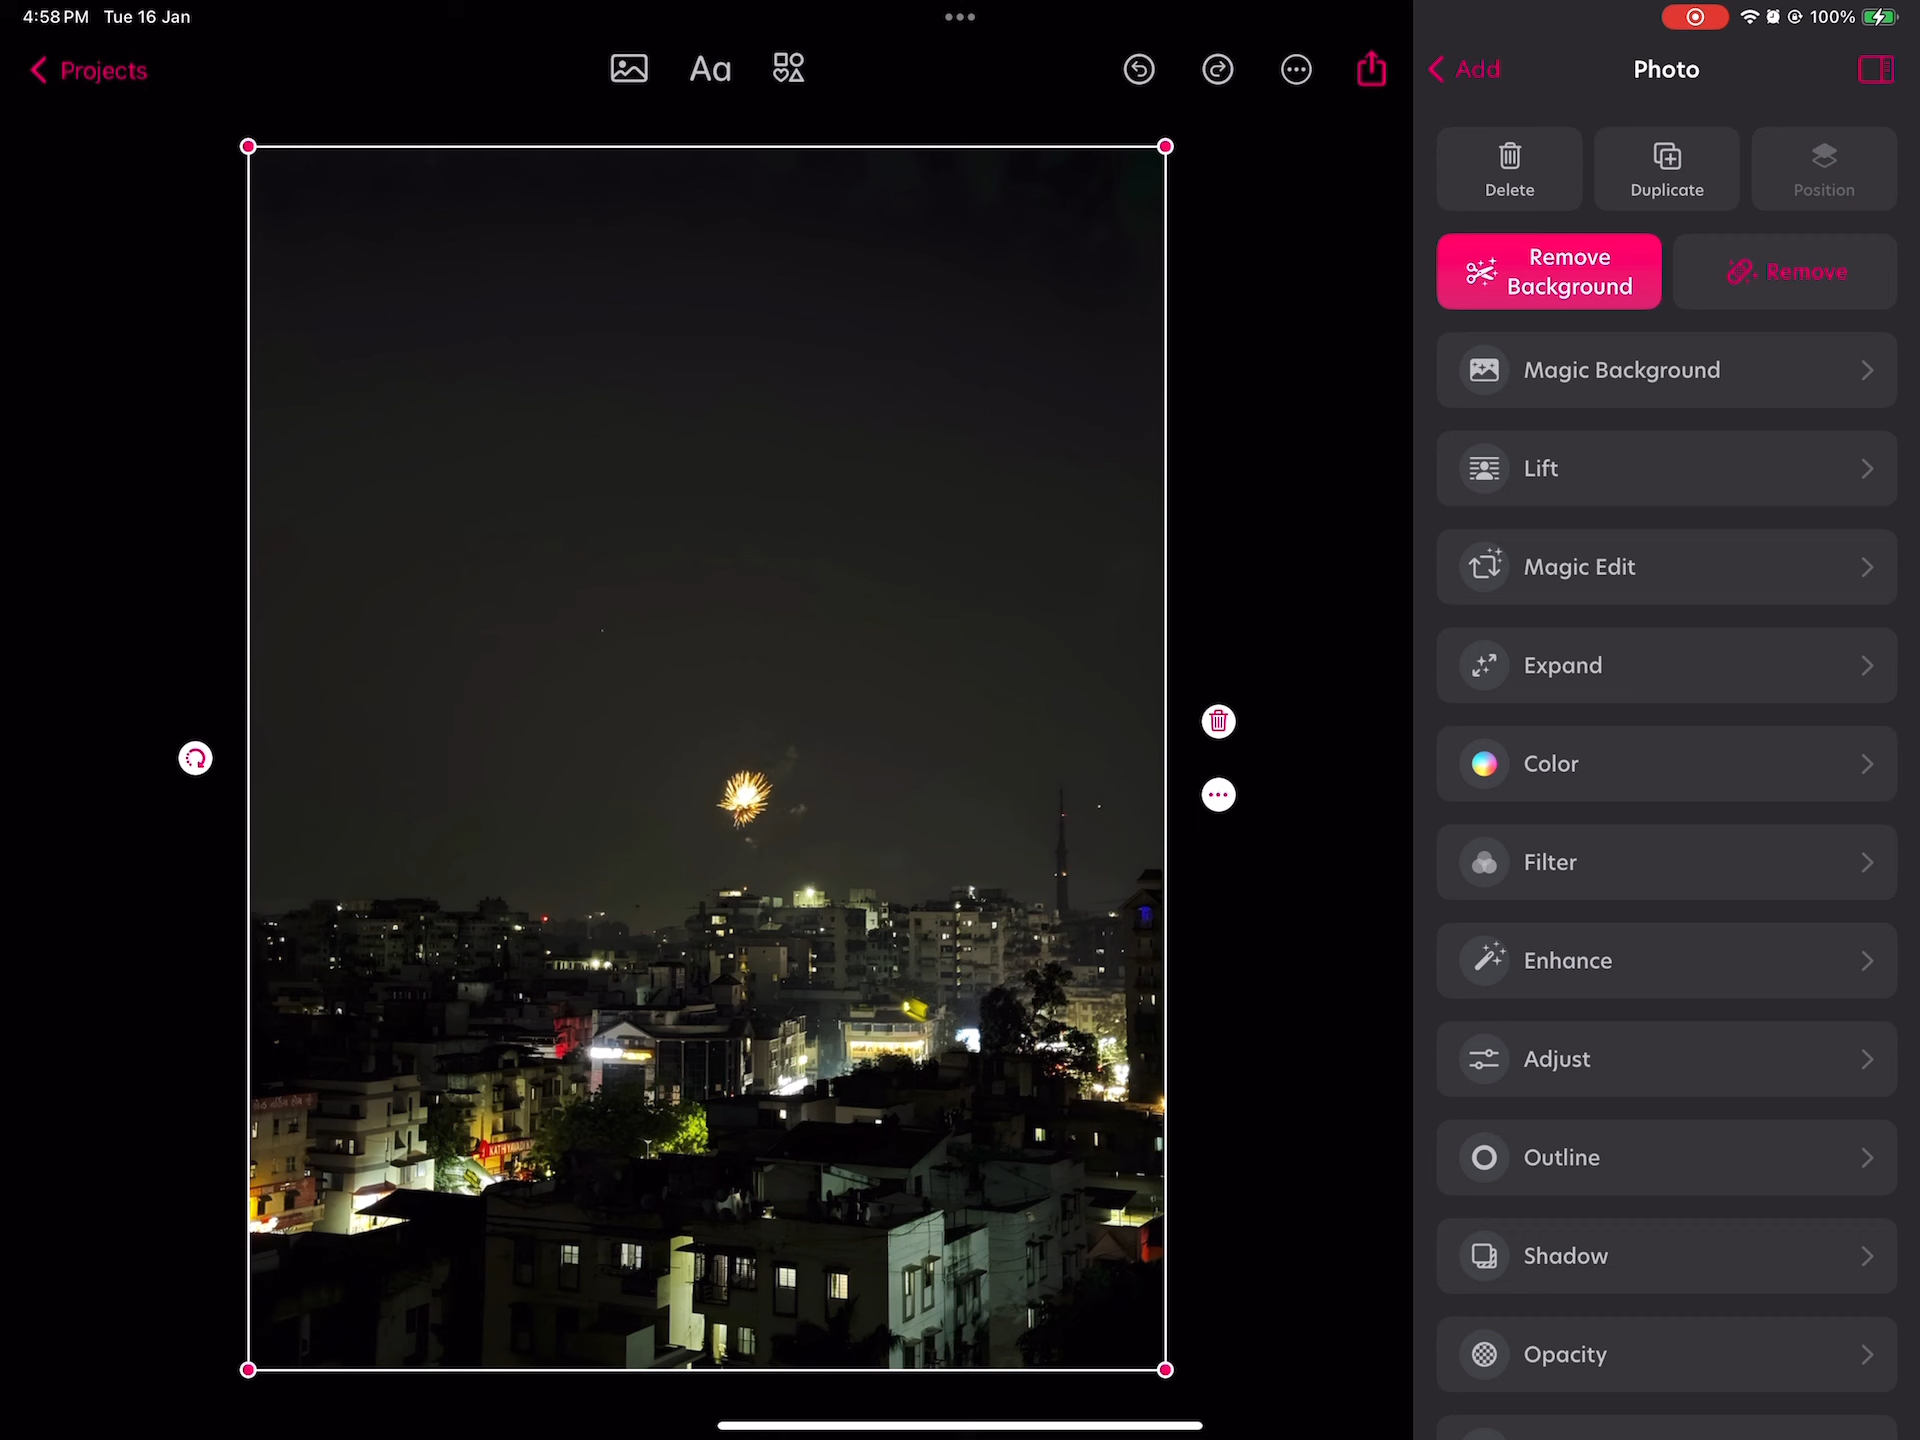 4:58 PM Tue 16 Jan
100%
Projects
Aa
Add
Photo
Delete
Duplicate
Position
Remove
Background
Remove
Magic Background
Lift
Magic Edit
Expand
Color
Filter
Enhance
Adjust
Outline
Shadow
Opacity